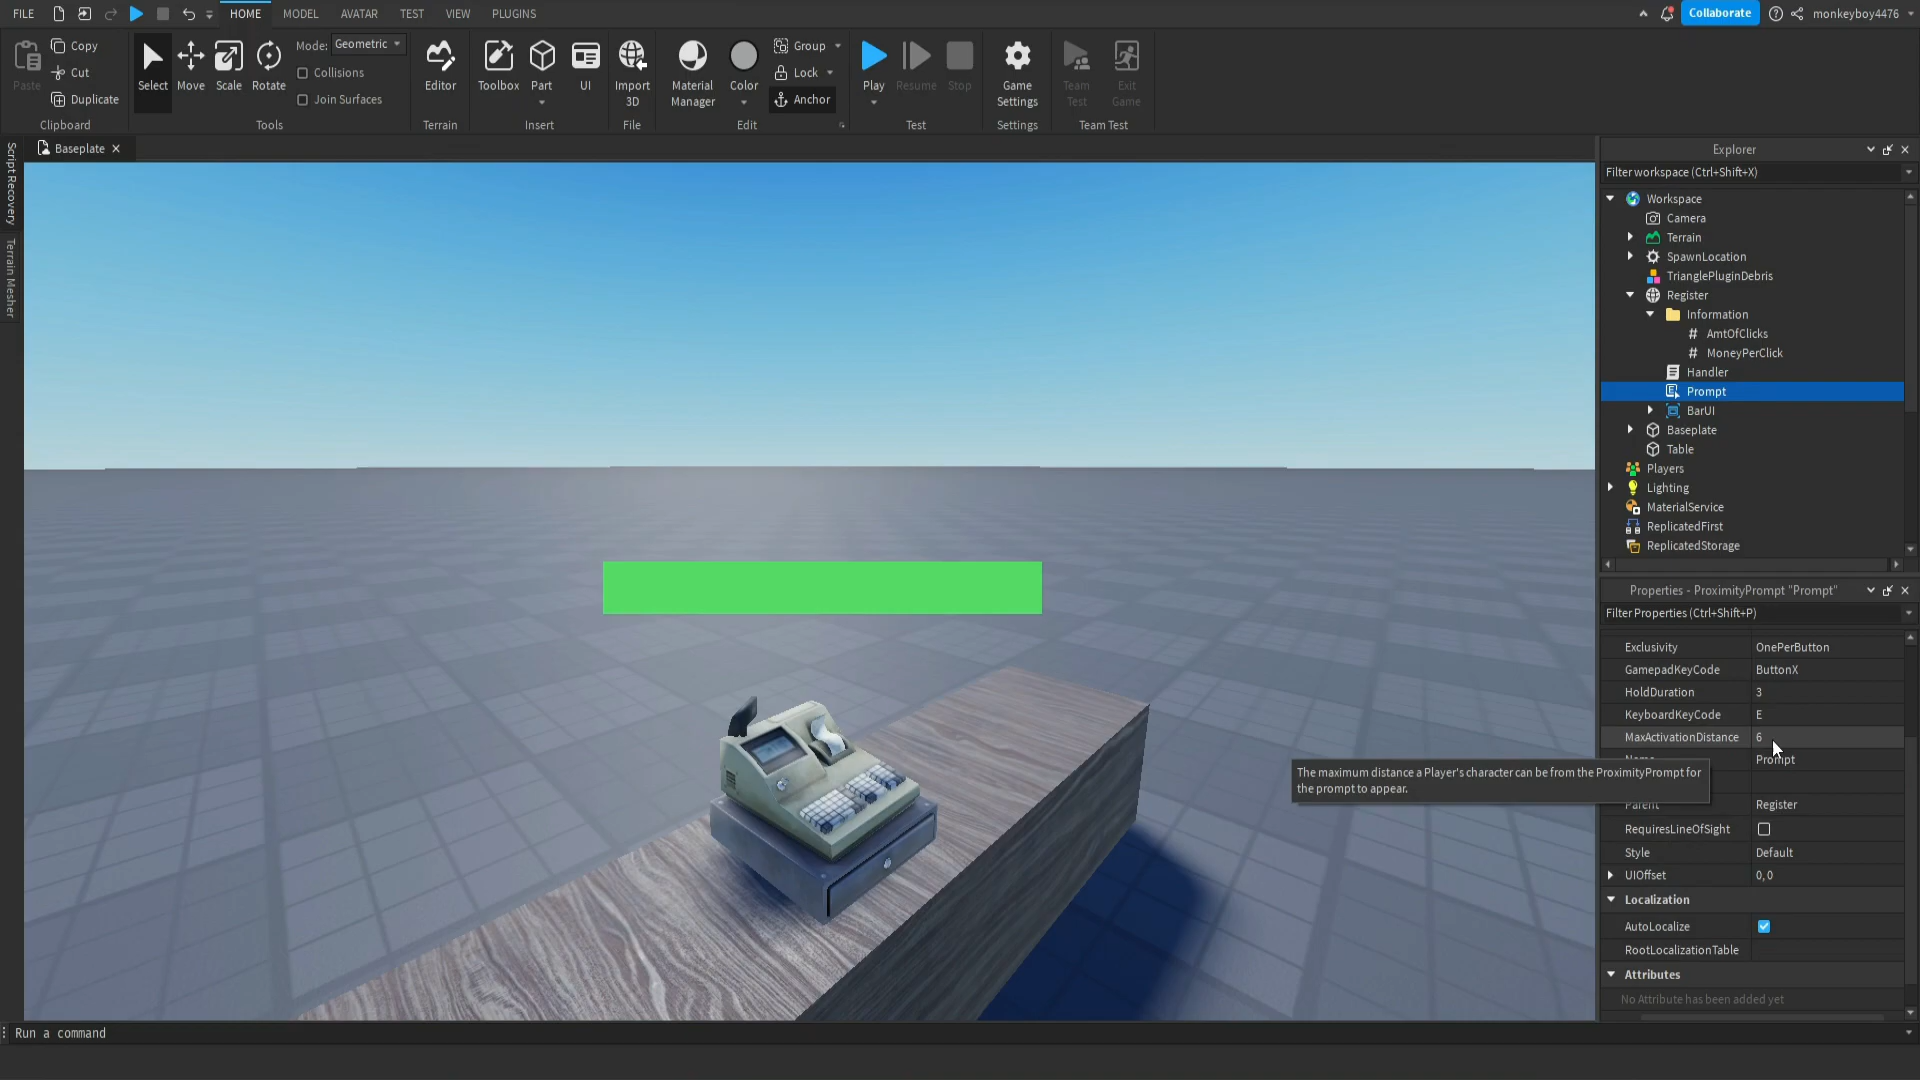 FILE
HOME
MODEL
AVATAR
TEST
VIEW
PLUGINS
Collaborate
monkeyboy4476
Paste
Copy
Cut
Duplicate
Clipboard
Select
Move
Scale
Rotate
Mode: Geometric
Collisions
Join Surfaces
Tools
Editor
Terrain
Toolbox
Part
UI
Insert
Import
3D
File
Material
Manager
Color
Group
Lock
Anchor
Edit
Play
Resume
Stop
Test
Game
Settings
Settings
Team
Test
Exit
Game
Team Test
Script Recovery
Terrain Mesher
Baseplate
Explorer
Filter workspace (Ctrl+Shift+X)
Workspace
Camera
Terrain
SpawnLocation
TrianglePluginDebris
Register
Information
# AmtOfClicks
# MoneyPerClick
Handler
Prompt
BarUI
Baseplate
Table
Players
Lighting
MaterialService
ReplicatedFirst
ReplicatedStorage
Properties - ProximityPrompt "Prompt"
Filter Properties (Ctrl+Shift+P)
Exclusivity OnePerButton
GamepadKeyCode ButtonX
HoldDuration 3
KeyboardKeyCode E
MaxActivationDistance 6
Name Prompt
The maximum distance a Player's character can be from the ProximityPrompt for
the prompt to appear.
Parent Register
RequiresLineOfSight
Style Default
UIOffset 0, 0
Localization
AutoLocalize
RootLocalizationTable
Attributes
No Attribute has been added yet
Run a command